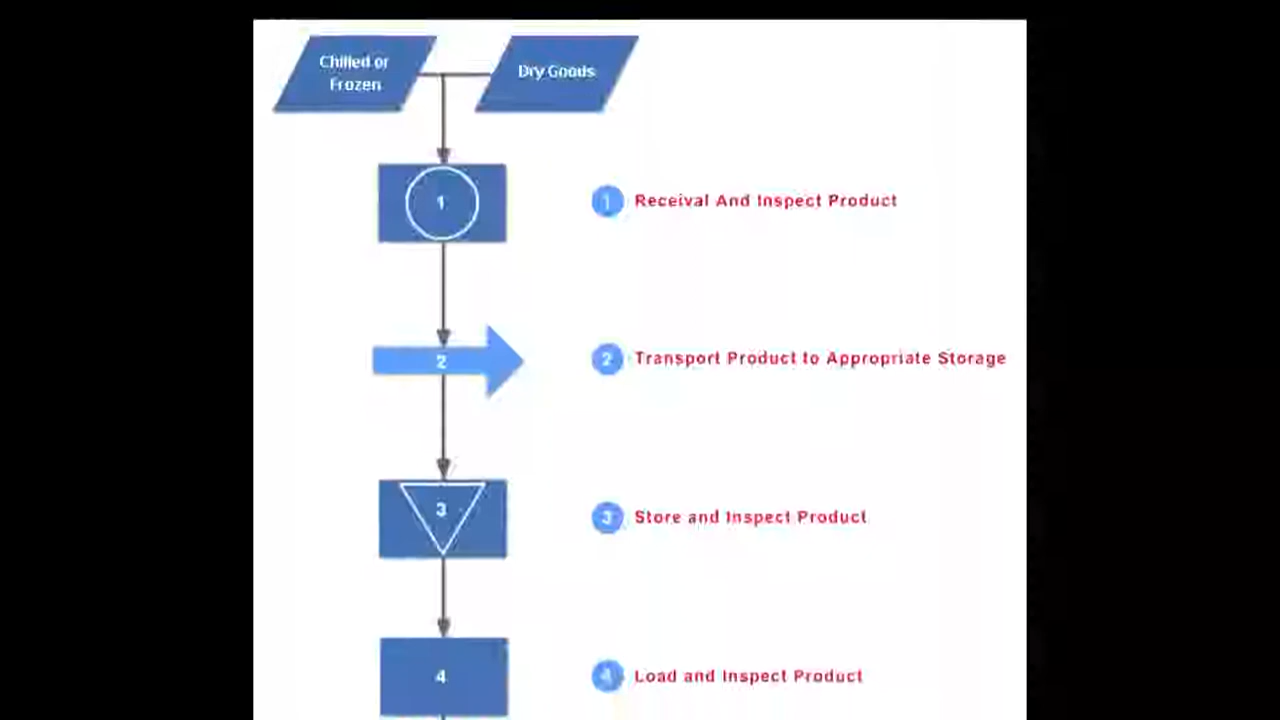 Chilled or
Frozen
Dry Goods
1
1 Receival And Inspect Product
2
2 Transport Product to Appropriate Storage
3
3 Store and Inspect Product
4
4 Load and Inspect Product